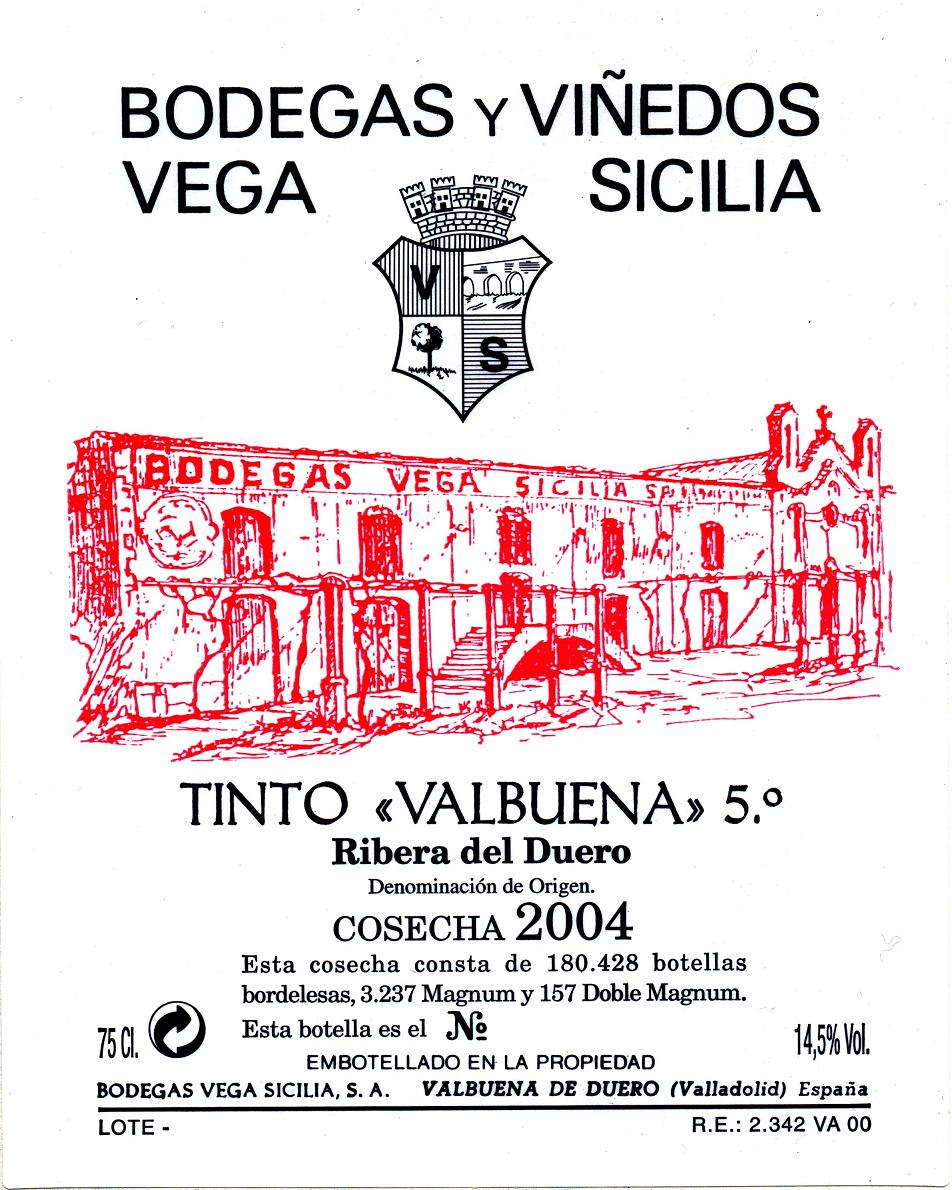 BODEGAS Y VIÑEDOS
VEGA SICILIA
V
S
BODEGAS VEGA SICILIA SA
TINTO «VALBUENA» 5.º
Ribera del Duero
Denominación de Origen.
COSECHA 2004
Esta cosecha consta de 180.428 botellas
bordelesas, 3.237 Magnum y 157 Doble Magnum.
75 Cl. Esta botella es el Nº 14,5% Vol.
EMBOTELLADO EN LA PROPIEDAD
BODEGAS VEGA SICILIA, S. A. VALBUENA DE DUERO (Valladolid) España
LOTE - R.E.: 2.342 VA 00